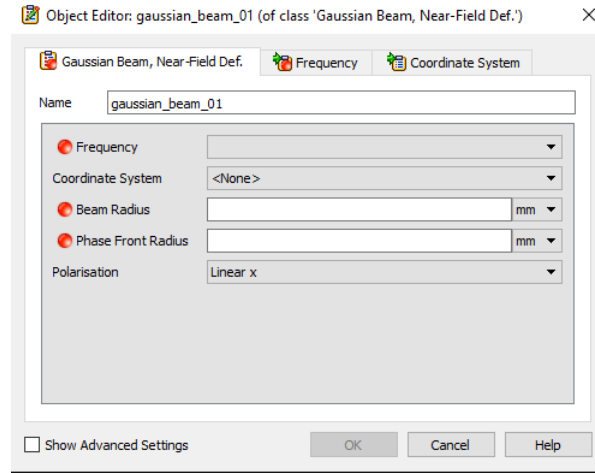 Object Editor: gaussian_beam_01 (of class 'Gaussian Beam, Near-Field Def.')
Gaussian Beam, Near-Field Def. Frequency Coordinate System
Name gaussian_beam_01
Frequency
Coordinate System <None>
Beam Radius mm
Phase Front Radius mm
Polarisation Linear x
Show Advanced Settings OK Cancel Help